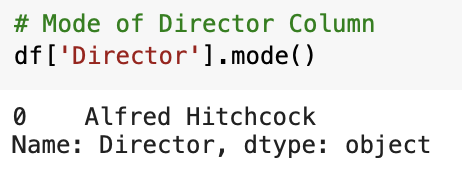 # Mode of Director Column
df['Director'].mode()
0    Alfred Hitchcock
Name: Director, dtype: object